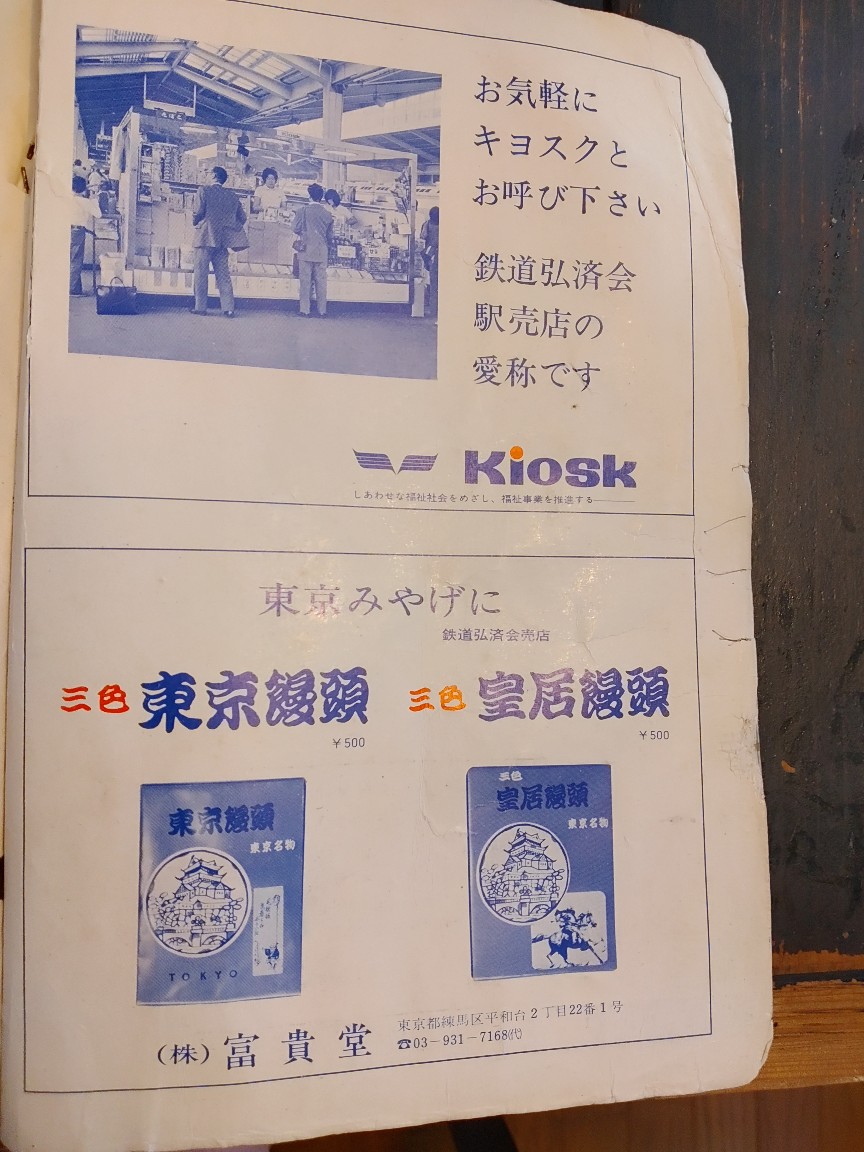 お気軽に
キヨスクと
お呼び下さい
鉄道弘済会
駅売店の
愛称です
Kiosk
しあわせな福祉社会をめざし、福祉事業を推進する
東京みやげに
鉄道弘済会売店
三色 東京饅頭
¥500
三色 皇居饅頭
¥500
東京饅頭
東京名物
TOKYO
三色
皇居饅頭
東京名物
(株) 富貴堂
東京都練馬区平和台2丁目22番1号
☎03-931-7168㈹